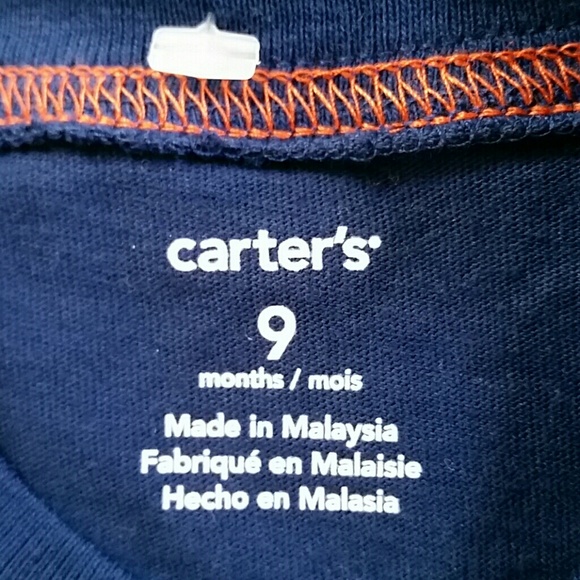 carter's
9
months / mois
Made in Malaysia
Fabriqué en Malaisie
Hecho en Malasia